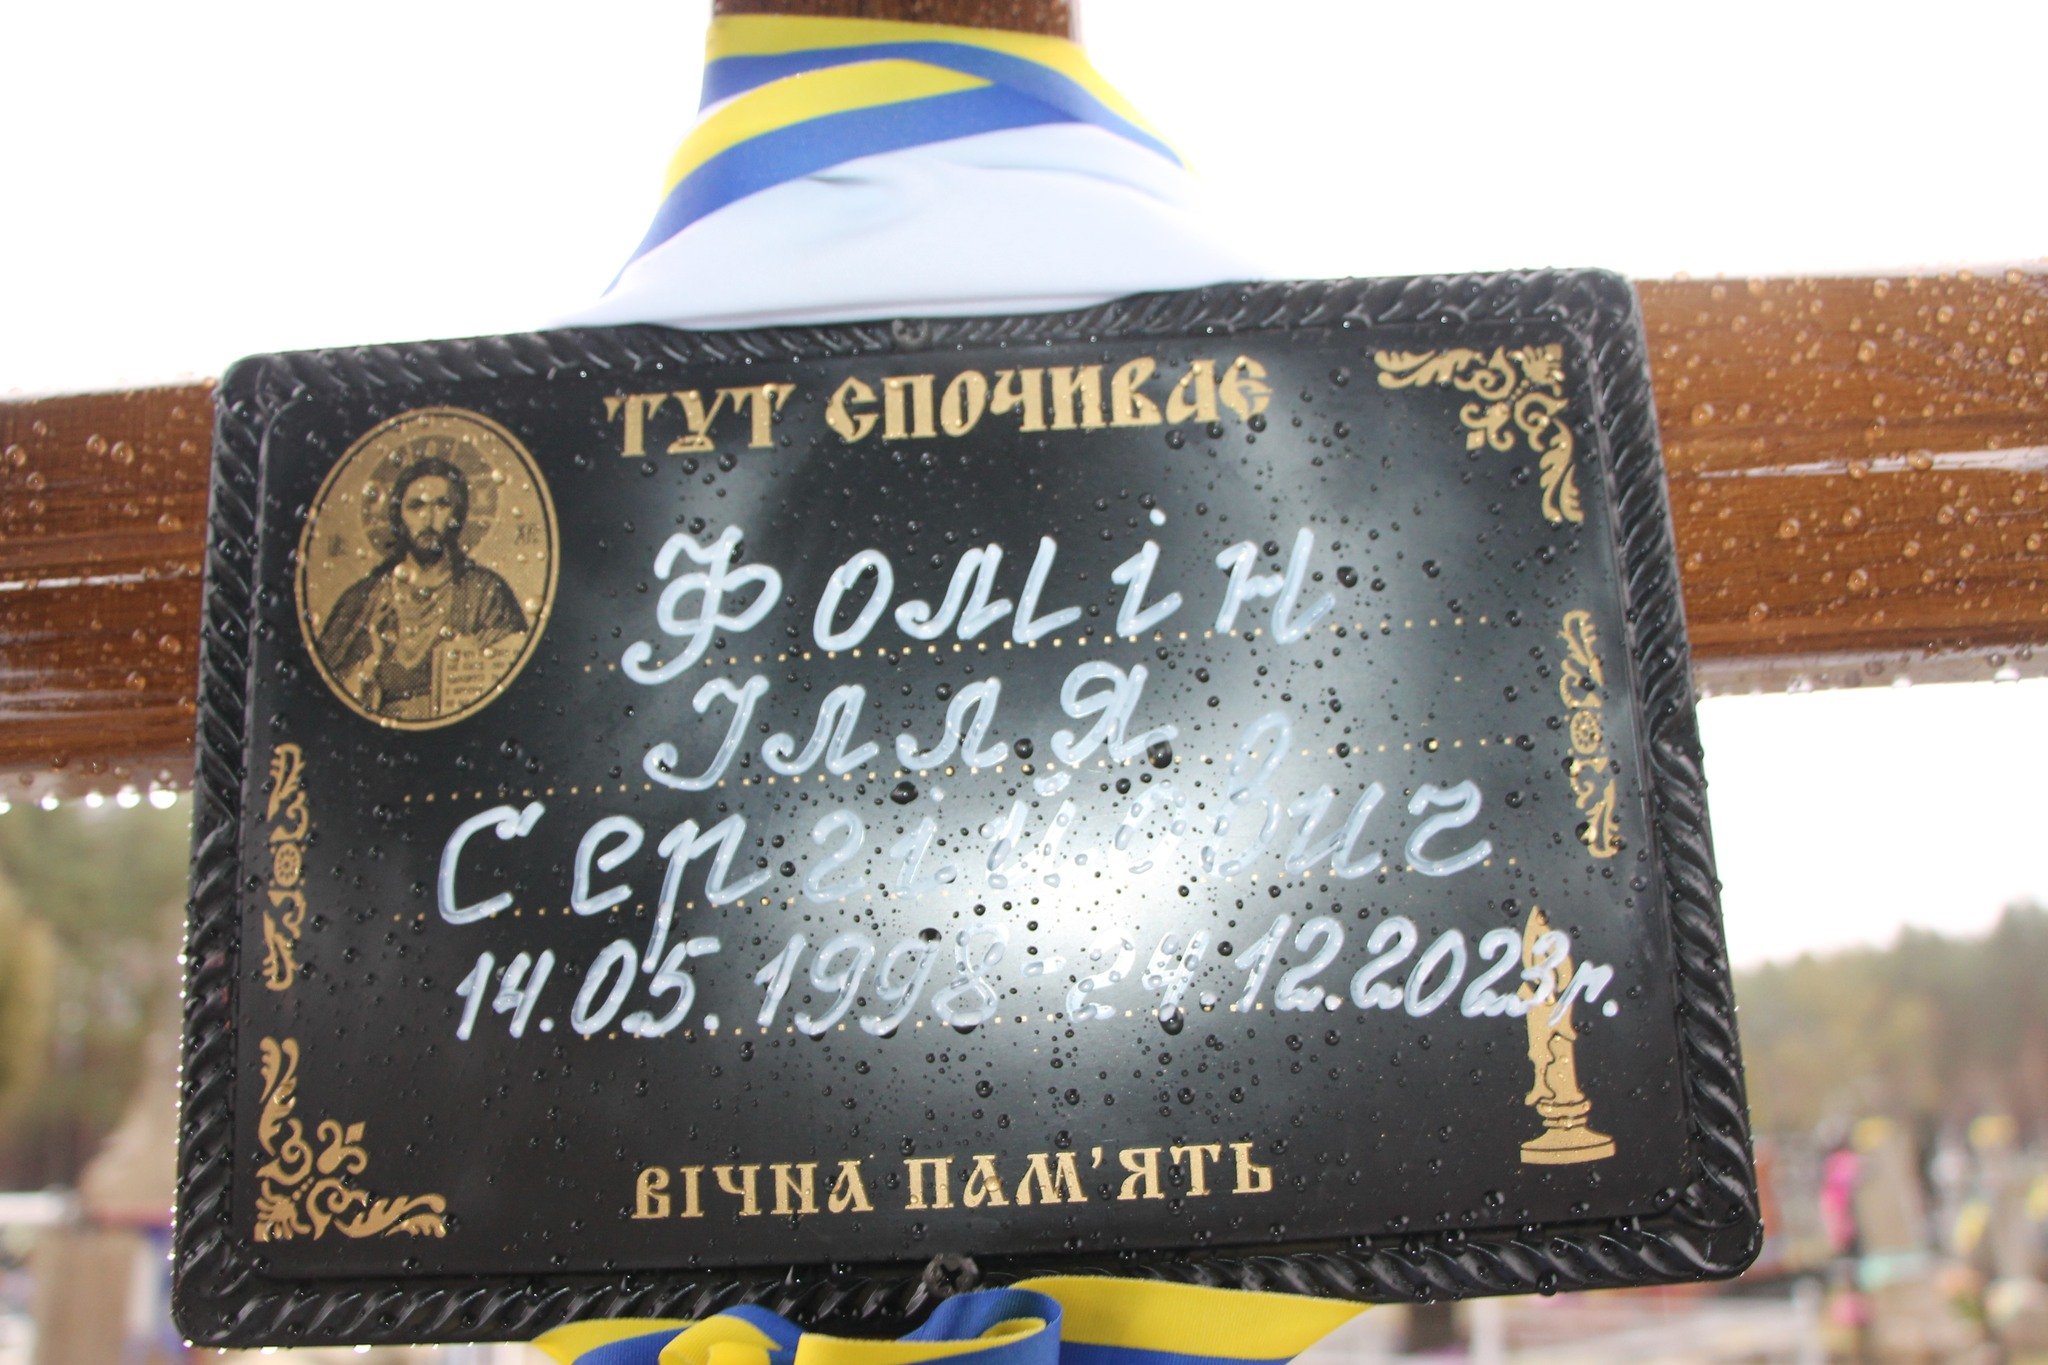 ТУТ СПОЧИВАЄ
Фомін
Ілля
Сергійович
14.05.1998-24.12.2023р.
ВІЧНА ПАМ'ЯТЬ